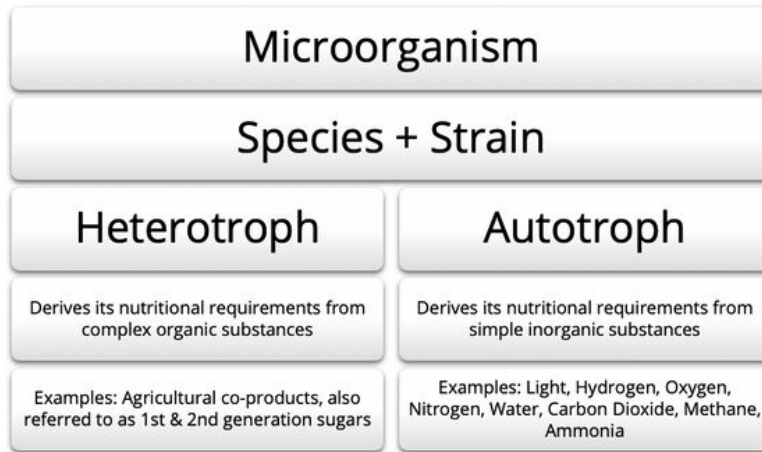 Microorganism
Species + Strain
Heterotroph
Autotroph
Derives its nutritional requirements from
complex organic substances
Derives its nutritional requirements from
simple inorganic substances
Examples: Agricultural co-products, also
referred to as 1st & 2nd generation sugars
Examples: Light, Hydrogen, Oxygen,
Nitrogen, Water, Carbon Dioxide, Methane,
Ammonia